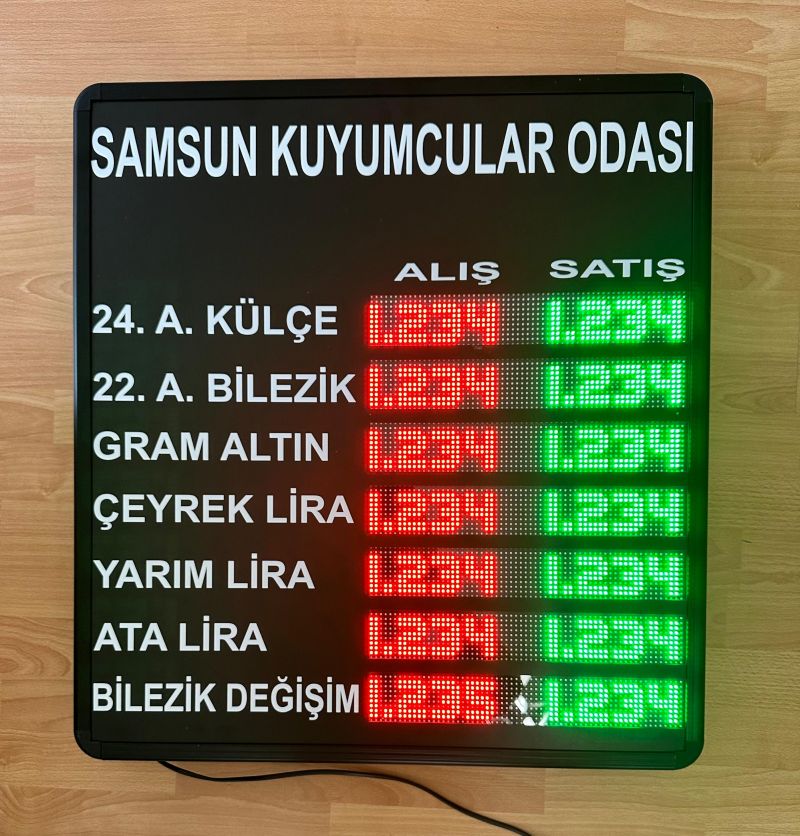 SAMSUN KUYUMCULAR ODASI
ALIŞ SATIŞ
24. A. KÜLÇE 1.234 1.234
22. A. BİLEZİK 1.234 1.234
GRAM ALTIN 1.234 1.234
ÇEYREK LİRA 1.234 1.234
YARIM LİRA 1.234 1.234
ATA LİRA 1.234 1.234
BİLEZİK DEĞİŞİM 1.235 1.234